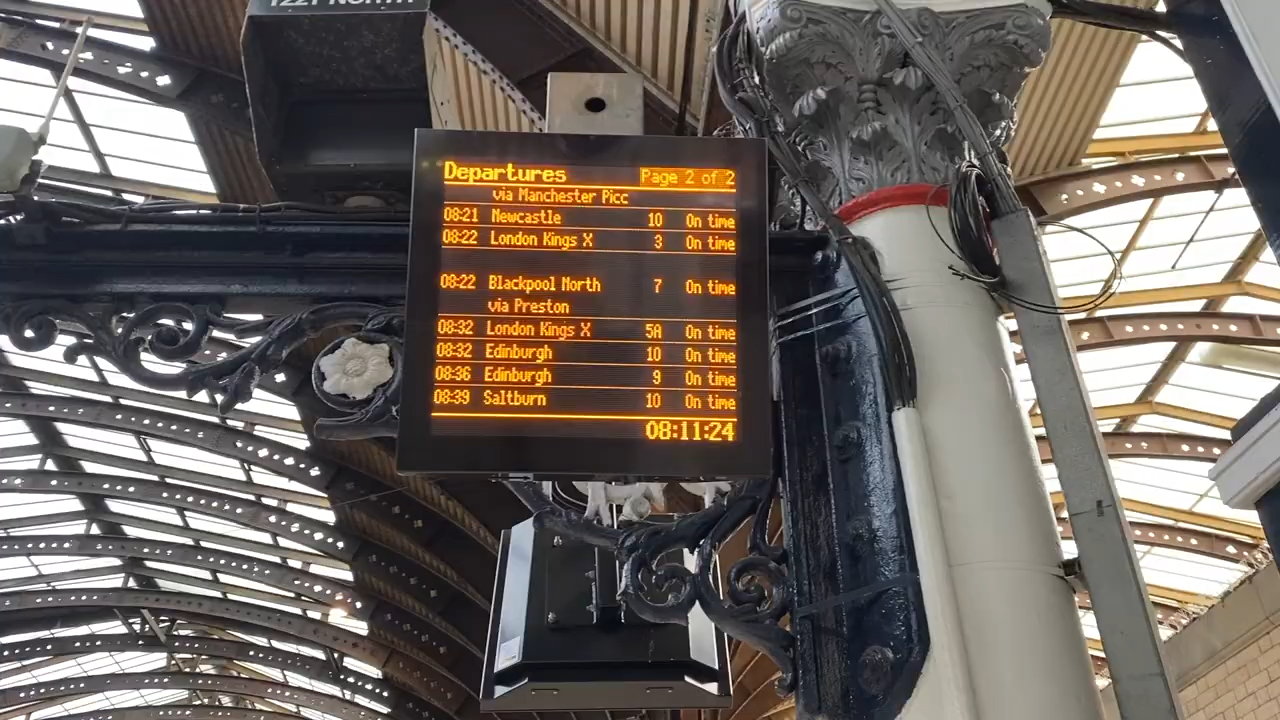 1221 NORTH
Departures Page 2 of 2
via Manchester Picc
08:21 Newcastle 10 On time
08:22 London Kings X 3 On time
08:22 Blackpool North 7 On time
via Preston
08:32 London Kings X 5A On time
08:32 Edinburgh 10 On time
08:36 Edinburgh 9 On time
08:39 Saltburn 10 On time
08:11:24